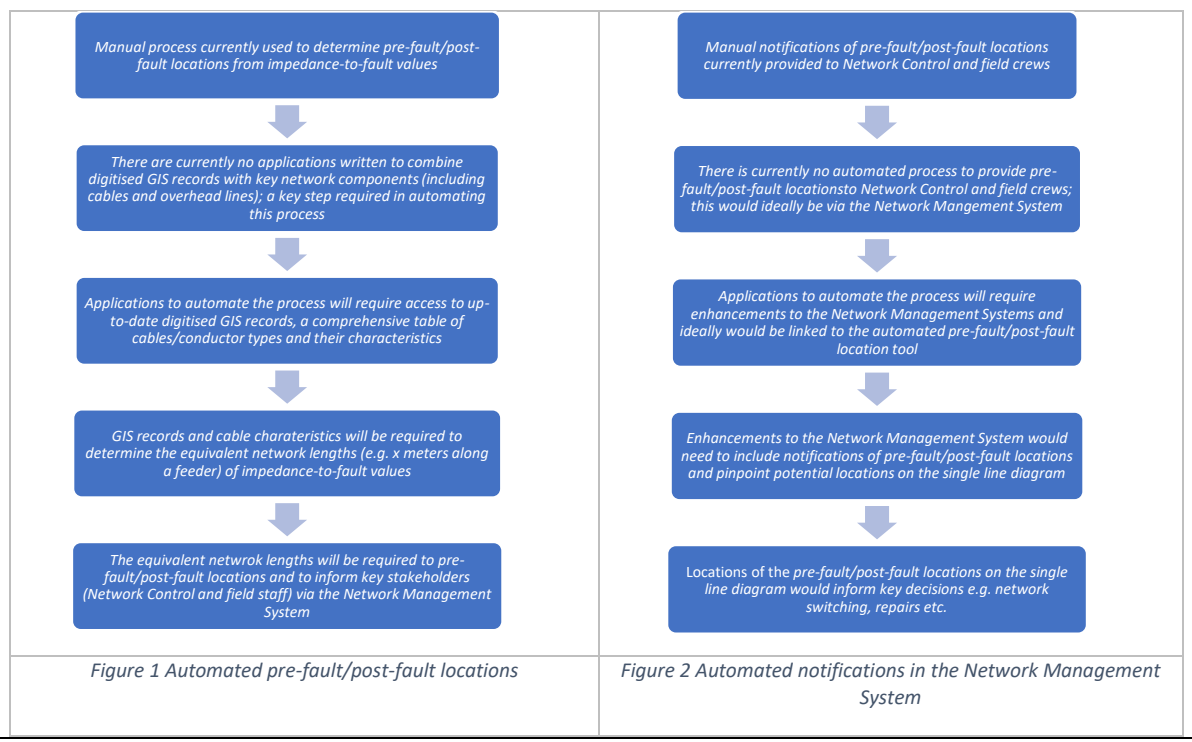 Manual process currently used to determine pre-fault/post-
fault locations from impedance-to-fault values
There are currently no applications written to combine
digitised GIS records with key network components (including
cables and overhead lines); a key step required in automating
this process
Applications to automate the process will require access to up-
to-date digitised GIS records, a comprehensive table of
cables/conductor types and their characteristics
GIS records and cable charateristics will be required to
determine the equivalent network lengths (e.g. x meters along
a feeder) of impedance-to-fault values
The equivalent netwrok lengths will be required to pre-
fault/post-fault locations and to inform key stakeholders
(Network Control and field staff) via the Network Management
System
Figure 1 Automated pre-fault/post-fault locations
Manual notifications of pre-fault/post-fault locations
currently provided to Network Control and field crews
There is currently no automated process to provide pre-
fault/post-fault locationsto Network Control and field crews;
this would ideally be via the Network Management System
Applications to automate the process will require
enhancements to the Network Management Systems and
ideally would be linked to the automated pre-fault/post-fault
location tool
Enhancements to the Network Management System would
need to include notifications of pre-fault/post-fault locations
and pinpoint potential locations on the single line diagram
Locations of the pre-fault/post-fault locations on the single
line diagram would inform key decisions e.g. network
switching, repairs etc.
Figure 2 Automated notifications in the Network Management
System